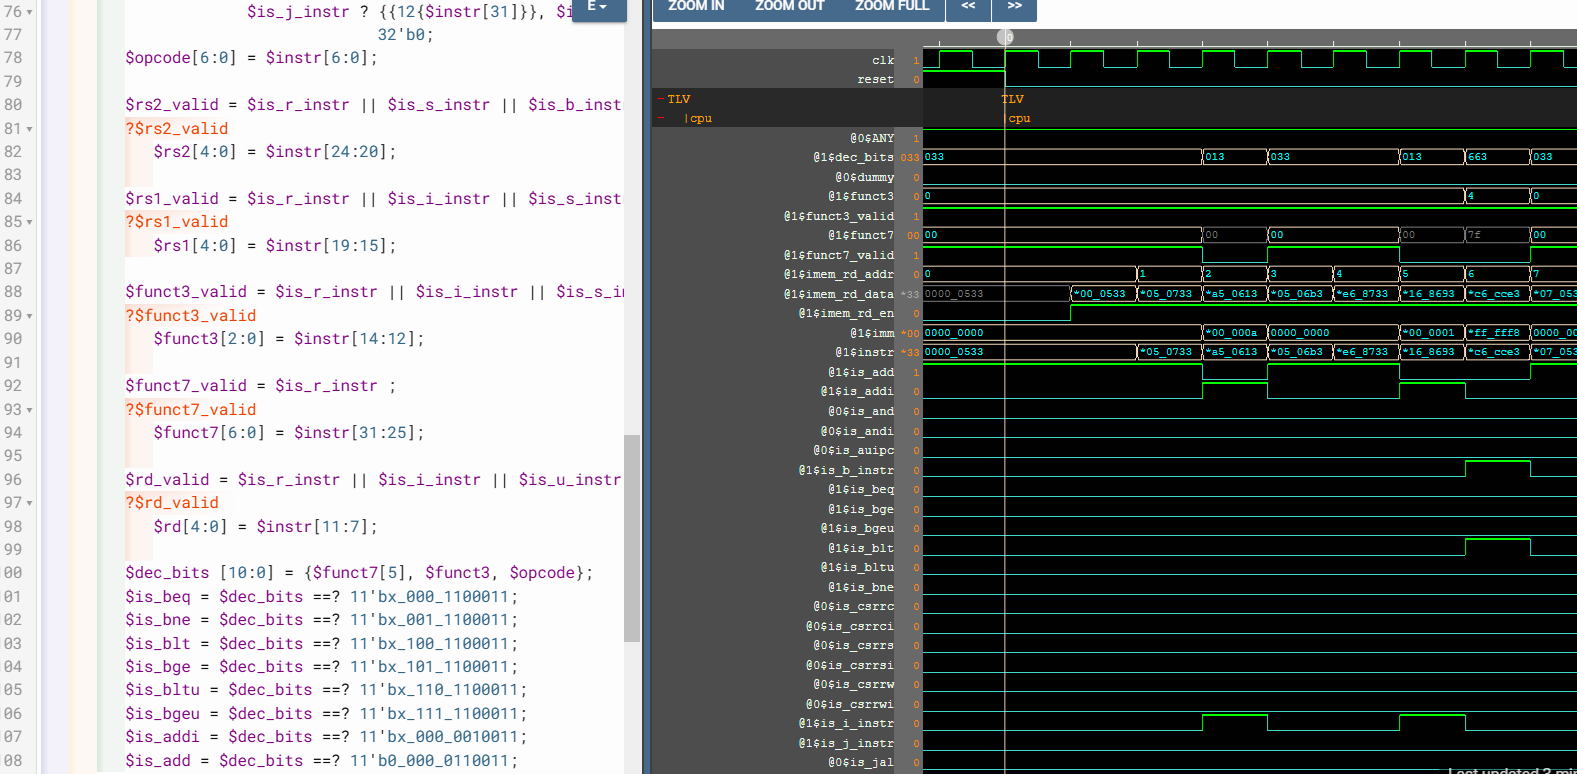 76 $is_j_instr ? {{12{$instr[31]}}, $i
77 32'b0;
78 $opcode[6:0] = $instr[6:0];
79
80 $rs2_valid = $is_r_instr || $is_s_instr || $is_b_inst
81 ?$rs2_valid
82 $rs2[4:0] = $instr[24:20];
83
84 $rs1_valid = $is_r_instr || $is_i_instr || $is_s_inst
85 ?$rs1_valid
86 $rs1[4:0] = $instr[19:15];
87
88 $funct3_valid = $is_r_instr || $is_i_instr || $is_s_i
89 ?$funct3_valid
90 $funct3[2:0] = $instr[14:12];
91
92 $funct7_valid = $is_r_instr ;
93 ?$funct7_valid
94 $funct7[6:0] = $instr[31:25];
95
96 $rd_valid = $is_r_instr || $is_i_instr || $is_u_instr
97 ?$rd_valid
98 $rd[4:0] = $instr[11:7];
99
00 $dec_bits [10:0] = {$funct7[5], $funct3, $opcode};
01 $is_beq = $dec_bits ==? 11'bx_000_1100011;
02 $is_bne = $dec_bits ==? 11'bx_001_1100011;
03 $is_blt = $dec_bits ==? 11'bx_100_1100011;
04 $is_bge = $dec_bits ==? 11'bx_101_1100011;
05 $is_bltu = $dec_bits ==? 11'bx_110_1100011;
06 $is_bgeu = $dec_bits ==? 11'bx_111_1100011;
07 $is_addi = $dec_bits ==? 11'bx_000_0010011;
08 $is_add = $dec_bits ==? 11'b0_000_0110011;
E
ZOOM IN ZOOM OUT ZOOM FULL << >>
0
clk 1
reset 0
TLV TLV
|cpu |cpu
@0$ANY 1
@1$dec_bits 033 033 013 033 013 663 033
@0$dummy 0
@1$funct3 0 0 4 0
@1$funct3_valid 1
@1$funct7 00 00 00 00 00 7f 00
@1$funct7_valid 1
@1$imem_rd_addr 0 0 1 2 3 4 5 6 7
@1$imem_rd_data *33 0000_0533 *00_0533 *05_0733 *a5_0613 *05_06b3 *e6_8733 *16_8693 *c6_cce3 *07_053
@1$imem_rd_en 0
@1$imm *00 0000_0000 *00_000a 0000_0000 *00_0001 *ff_fff8 0000_00
@1$instr *33 0000_0533 *05_0733 *a5_0613 *05_06b3 *e6_8733 *16_8693 *c6_cce3 *07_053
@1$is_add 1
@1$is_addi 0
@0$is_and 0
@0$is_andi 0
@0$is_auipc 0
@1$is_b_instr 0
@1$is_beq 0
@1$is_bge 0
@1$is_bgeu 0
@1$is_blt 0
@1$is_bltu 0
@1$is_bne 0
@0$is_csrrc 0
@0$is_csrrci 0
@0$is_csrrs 0
@0$is_csrrsi 0
@0$is_csrrw 0
@0$is_csrrwi 0
@1$is_i_instr 0
@1$is_j_instr 0
@0$is_jal 0